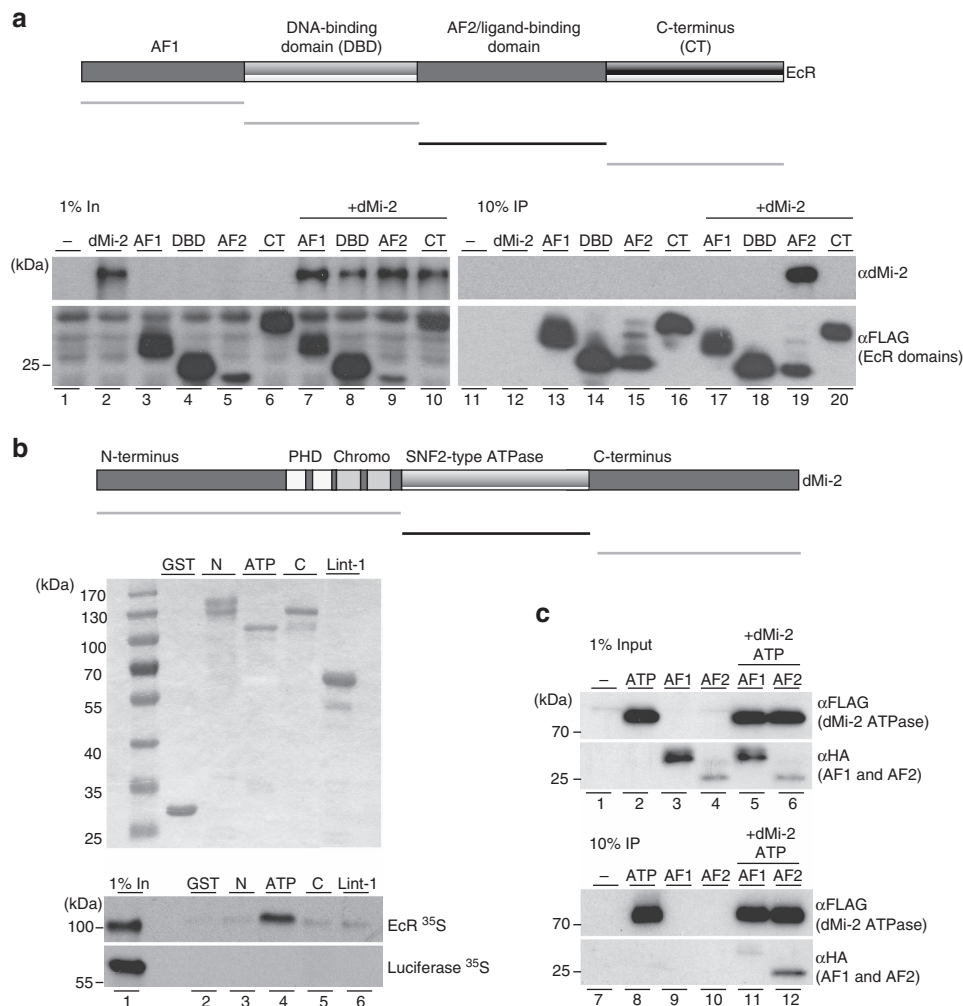 a
AF1
DNA-binding
domain (DBD)
AF2/ligand-binding
domain
C-terminus
(CT)
EcR
1% In
+dMi-2
10% IP
+dMi-2
– dMi-2 AF1 DBD AF2 CT AF1 DBD AF2 CT
– dMi-2 AF1 DBD AF2 CT AF1 DBD AF2 CT
(kDa)
αdMi-2
25
αFLAG
(EcR domains)
1 2 3 4 5 6 7 8 9 10
11 12 13 14 15 16 17 18 19 20
b
N-terminus PHD Chromo SNF2-type ATPase C-terminus
dMi-2
GST N ATP C Lint-1
(kDa)
170
130
100
70
55
40
35
25
1% In GST N ATP C Lint-1
(kDa)
100
EcR ³⁵S
Luciferase ³⁵S
55
1 2 3 4 5 6
c
1% Input
+dMi-2
ATP
– ATP AF1 AF2 AF1 AF2
(kDa)
αFLAG
(dMi-2 ATPase)
70
αHA
(AF1 and AF2)
25
1 2 3 4 5 6
10% IP
+dMi-2
ATP
– ATP AF1 AF2 AF1 AF2
αFLAG
(dMi-2 ATPase)
70
αHA
(AF1 and AF2)
25
7 8 9 10 11 12